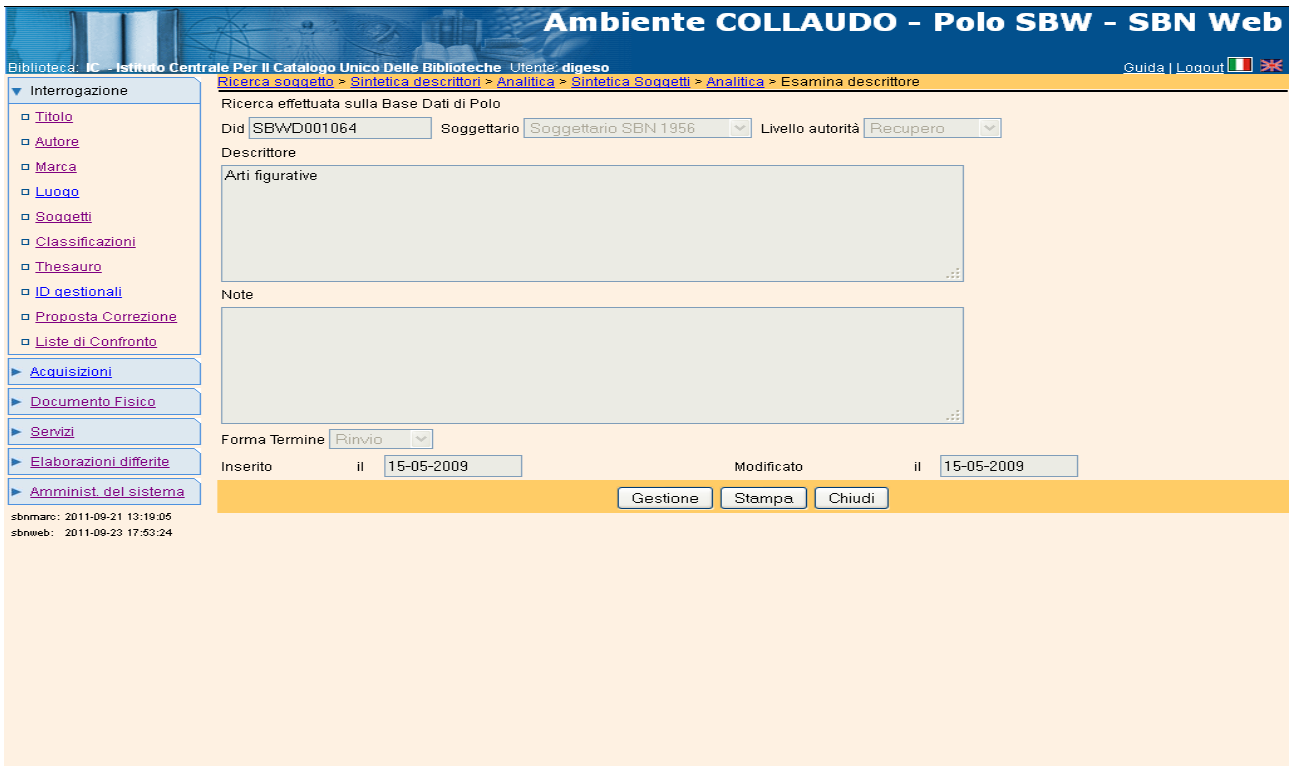 Ambiente COLLAUDO - Polo SBW - SBN Web
Biblioteca: IC - Istituto Centrale Per Il Catalogo Unico Delle Biblioteche Utente: digeso
Guida | Logout
Interrogazione
Titolo
Autore
Marca
Luogo
Soggetti
Classificazioni
Thesauro
ID gestionali
Proposta Correzione
Liste di Confronto
Acquisizioni
Documento Fisico
Servizi
Elaborazioni differite
Amminist. del sistema
sbnmarc: 2011-09-21 13:19:05
sbnweb: 2011-09-23 17:53:24
Ricerca soggetto > Sintetica descrittori > Analitica > Sintetica Soggetti > Analitica > Esamina descrittore
Ricerca effettuata sulla Base Dati di Polo
Did SBWD001064 Soggettario Soggettario SBN 1956 Livello autorità Recupero
Descrittore
Arti figurative
Note
Forma Termine Rinvio
Inserito il 15-05-2009 Modificato il 15-05-2009
Gestione Stampa Chiudi